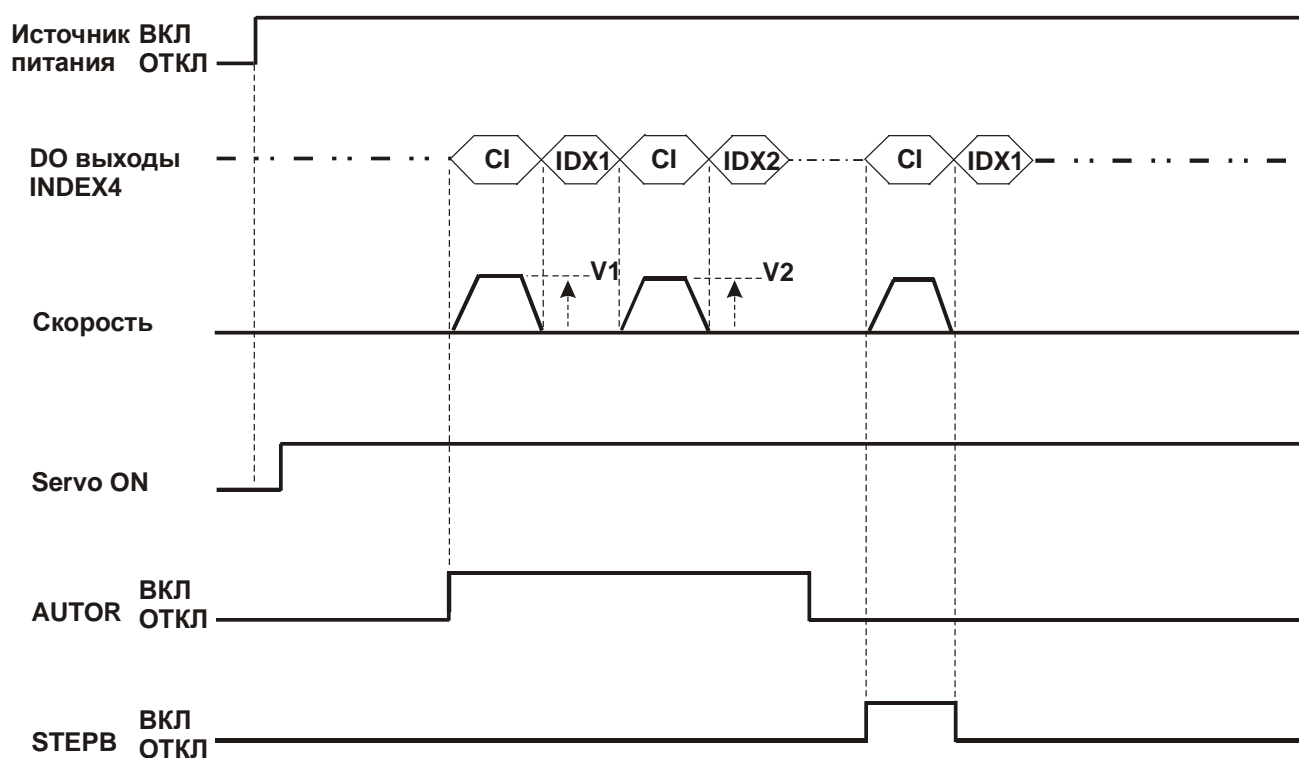 Источник ВКЛ
питания ОТКЛ
DO выходы
INDEX4
CI IDX1 CI IDX2 CI IDX1
V1 V2
Скорость
Servo ON
AUTOR ВКЛ
ОТКЛ
STEPB ВКЛ
ОТКЛ